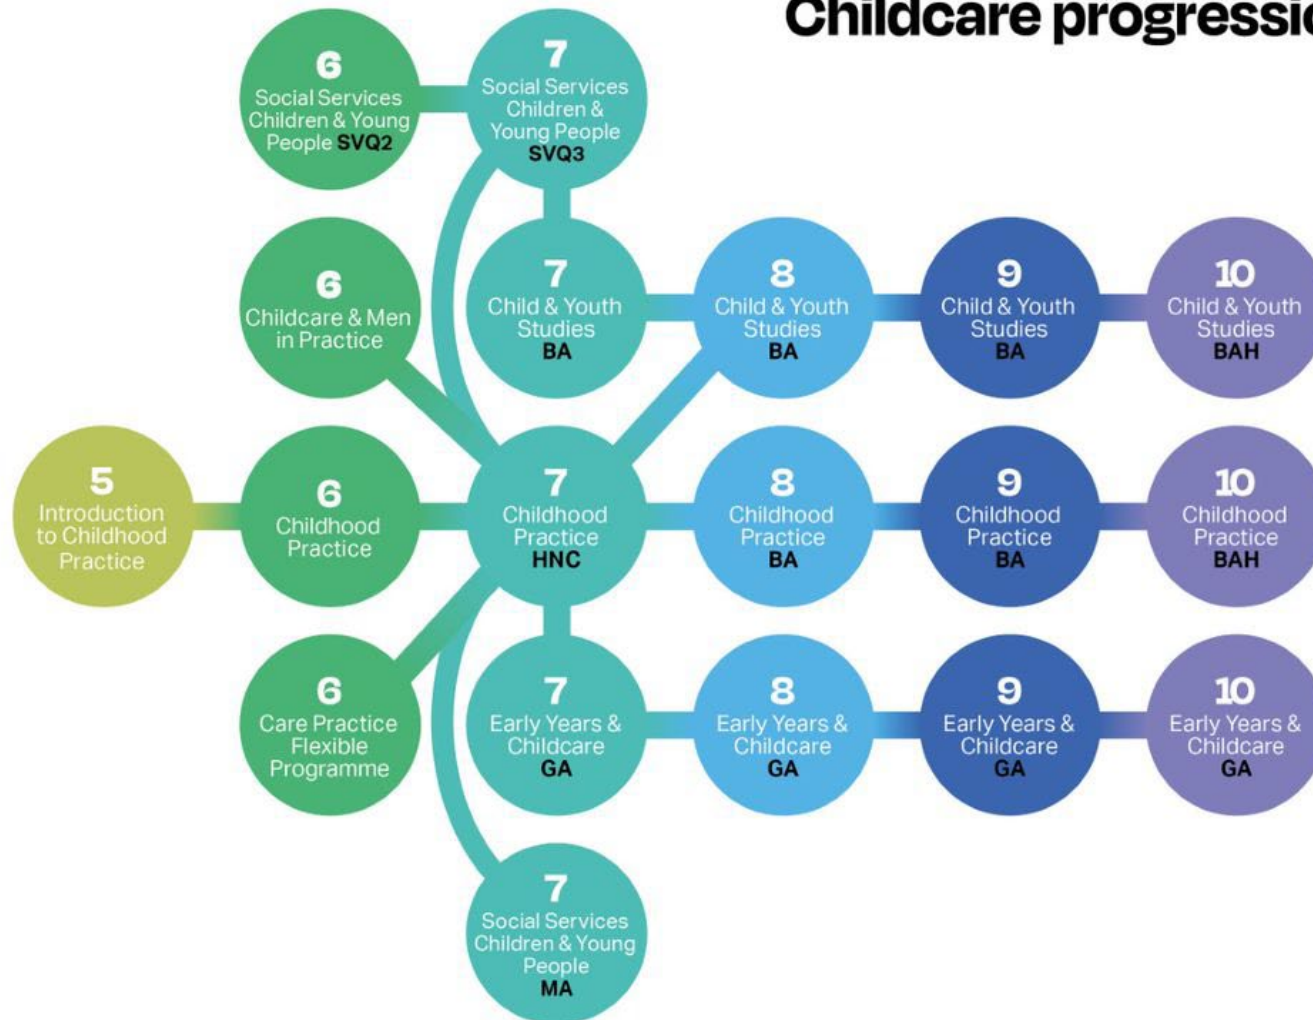 Childcare progressio
6
Social Services
Children & Young
People SVQ2
7
Social Services
Children &
Young People
SVQ3
6
Childcare & Men
in Practice
7
Child & Youth
Studies
BA
8
Child & Youth
Studies
BA
9
Child & Youth
Studies
BA
10
Child & Youth
Studies
BAH
5
Introduction
to Childhood
Practice
6
Childhood
Practice
7
Childhood
Practice
HNC
8
Childhood
Practice
BA
9
Childhood
Practice
BA
10
Childhood
Practice
BAH
6
Care Practice
Flexible
Programme
7
Early Years &
Childcare
GA
8
Early Years &
Childcare
GA
9
Early Years &
Childcare
GA
10
Early Years &
Childcare
GA
7
Social Services
Children & Young
People
MA